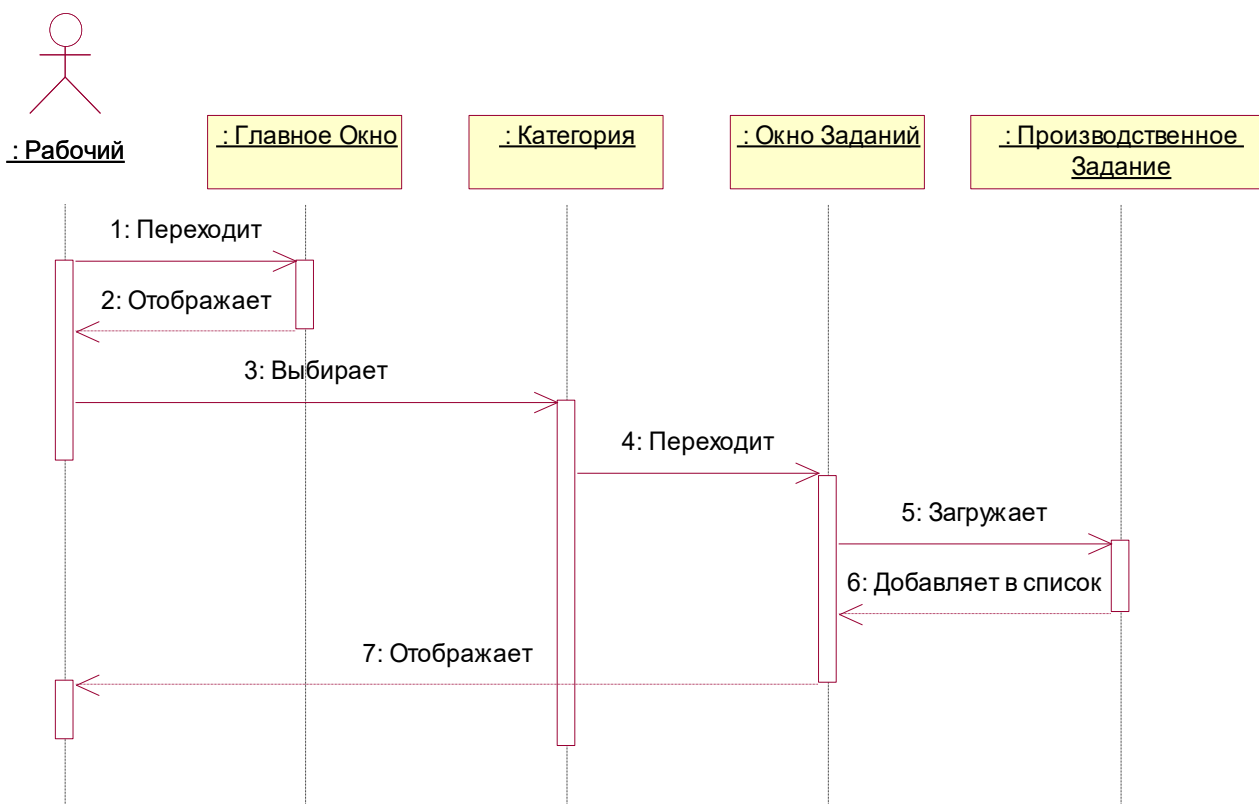 : Рабочий
: Главное Окно
: Категория
: Окно Заданий
: Производственное
Задание
1: Переходит
2: Отображает
3: Выбирает
4: Переходит
5: Загружает
6: Добавляет в список
7: Отображает